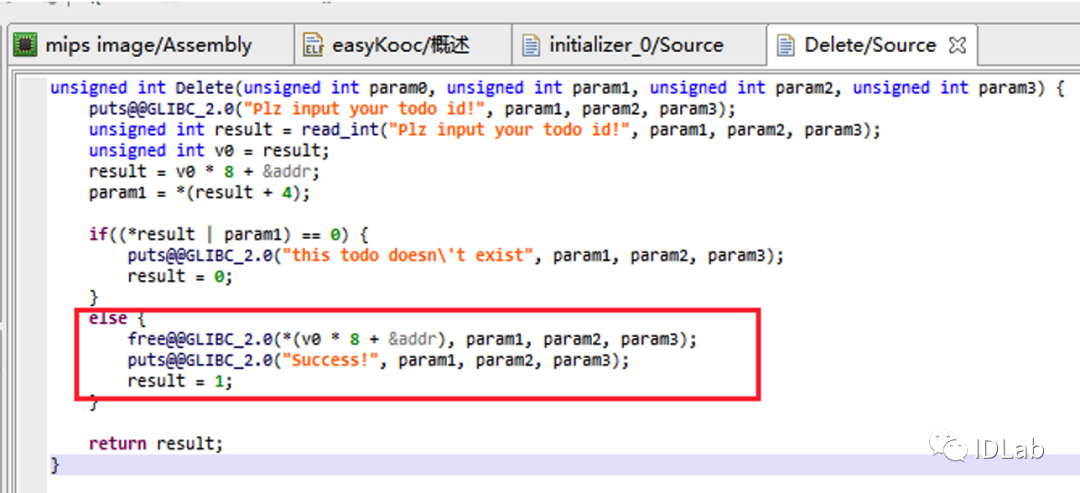 mips image/Assembly easyKooc/概述 initializer_0/Source Delete/Source
unsigned int Delete(unsigned int param0, unsigned int param1, unsigned int param2, unsigned int param3) {
puts@@GLIBC_2.0("Plz input your todo id!", param1, param2, param3);
unsigned int result = read_int("Plz input your todo id!", param1, param2, param3);
unsigned int v0 = result;
result = v0 * 8 + &addr;
param1 = *(result + 4);
if((*result | param1) == 0) {
puts@@GLIBC_2.0("this todo doesn\'t exist", param1, param2, param3);
result = 0;
}
else {
free@@GLIBC_2.0(*(v0 * 8 + &addr), param1, param2, param3);
puts@@GLIBC_2.0("Success!", param1, param2, param3);
result = 1;
}
return result;
}
IDLab